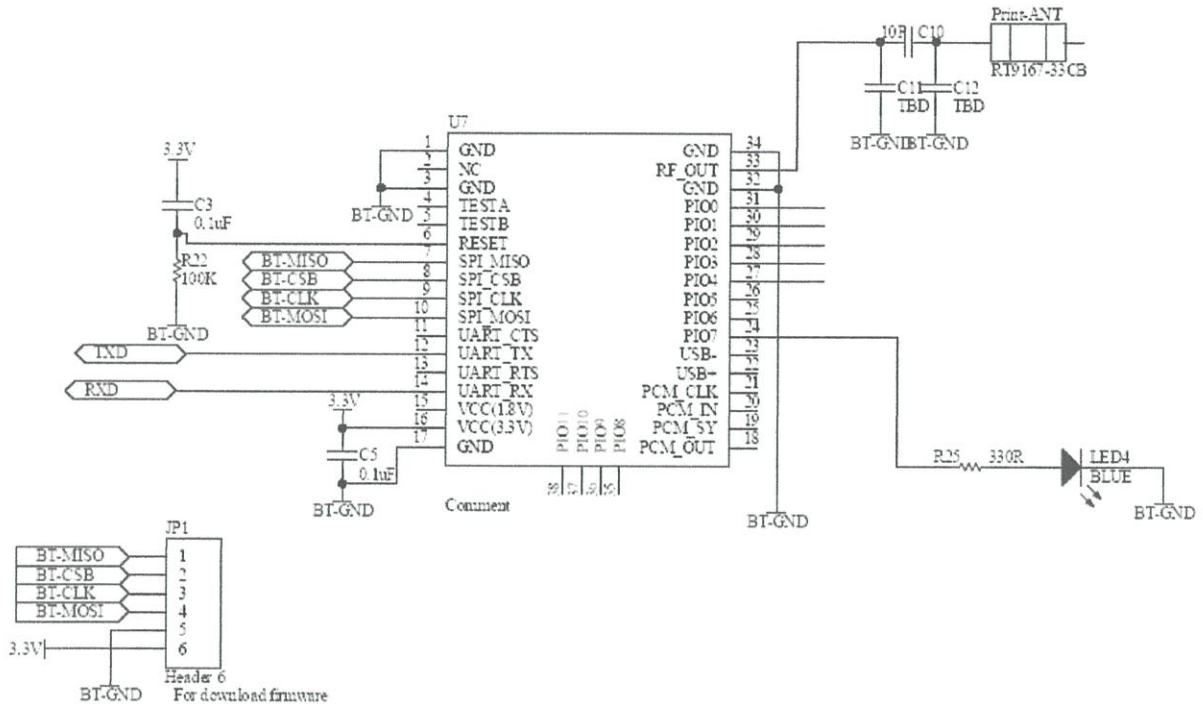 Print-ANT
C10
RT9167-33CB
C11
TBD
C12
TBD
BT-GND
BT-GND
U7
3.3V
C3
0.1uF
R22
100K
BT-GND
BT-GND
1 GND
2 NC
3 GND
4 TESTA
5 TESTB
6 RESET
7 SPI_MISO
8 SPI_CSB
9 SPI_CLK
10 SPI_MOSI
11 UART_CTS
12 UART_TX
13 UART_RTS
14 UART_RX
15 VCC(1.8V)
16 VCC(3.3V)
17 GND
BT-MISO
BT-CSB
BT-CLK
BT-MOSI
TXD
RXD
GND 34
RF_OUT 33
GND 32
PIO0 31
PIO1 30
PIO2 29
PIO3 28
PIO4 27
PIO5 26
PIO6 25
PIO7 24
USB- 23
USB+ 22
PCM_CLK 21
PCM_IN 20
PCM_SY 19
PCM_OUT 18
PIO11
PIO10
PIO9
PIO8
3.3V
C5
0.1uF
BT-GND
Comment
BT-GND
R25 330R
LED4
BLUE
BT-GND
JP1
BT-MISO 1
BT-CSB 2
BT-CLK 3
BT-MOSI 4
5
3.3V 6
Header 6
BT-GND
For download firmware